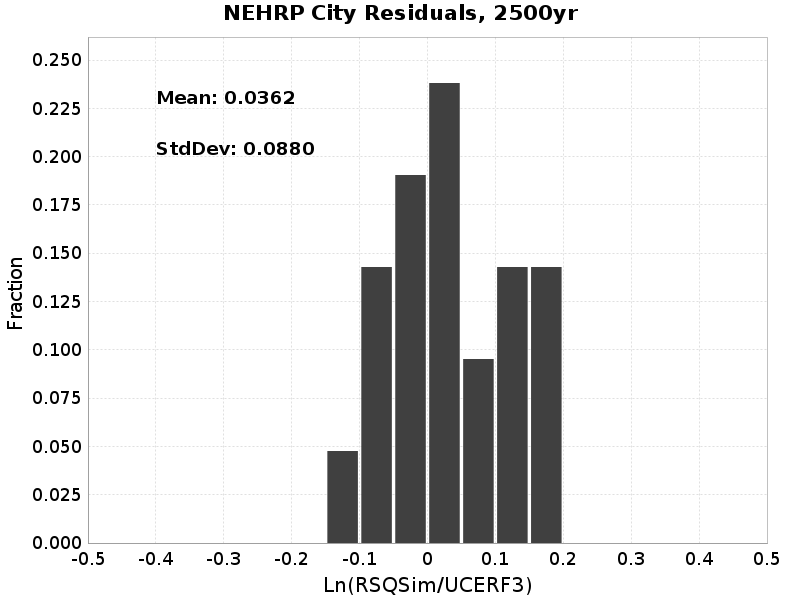 NEHRP City Residuals, 2500yr
0.250
0.225
0.200
0.175
0.150
0.125
0.100
0.075
0.050
0.025
0.000
Fraction
Mean: 0.0362
StdDev: 0.0880
-0.5 -0.4 -0.3 -0.2 -0.1 0 0.1 0.2 0.3 0.4 0.5
Ln(RSQSim/UCERF3)